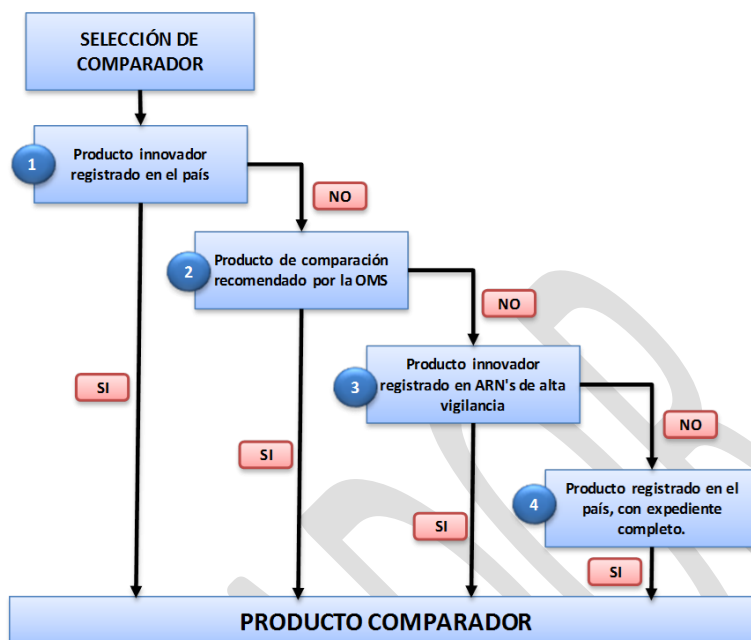 SELECCIÓN DE
COMPARADOR
1
Producto innovador
registrado en el país
NO
2
Producto de comparación
recomendado por la OMS
NO
SI
3
Producto innovador
registrado en ARN's de alta
vigilancia
NO
SI
4
Producto registrado en el
país, con expediente
completo.
SI
SI
PRODUCTO COMPARADOR